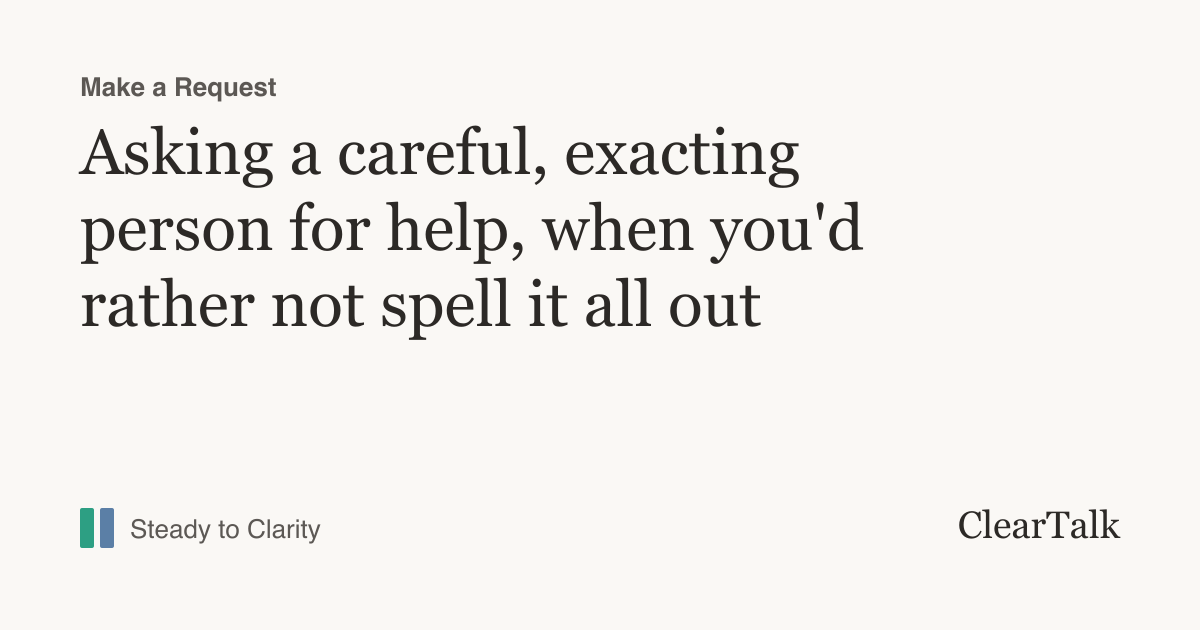 Make a Request
Asking a careful, exacting
person for help, when you'd
rather not spell it all out
Steady to Clarity
ClearTalk